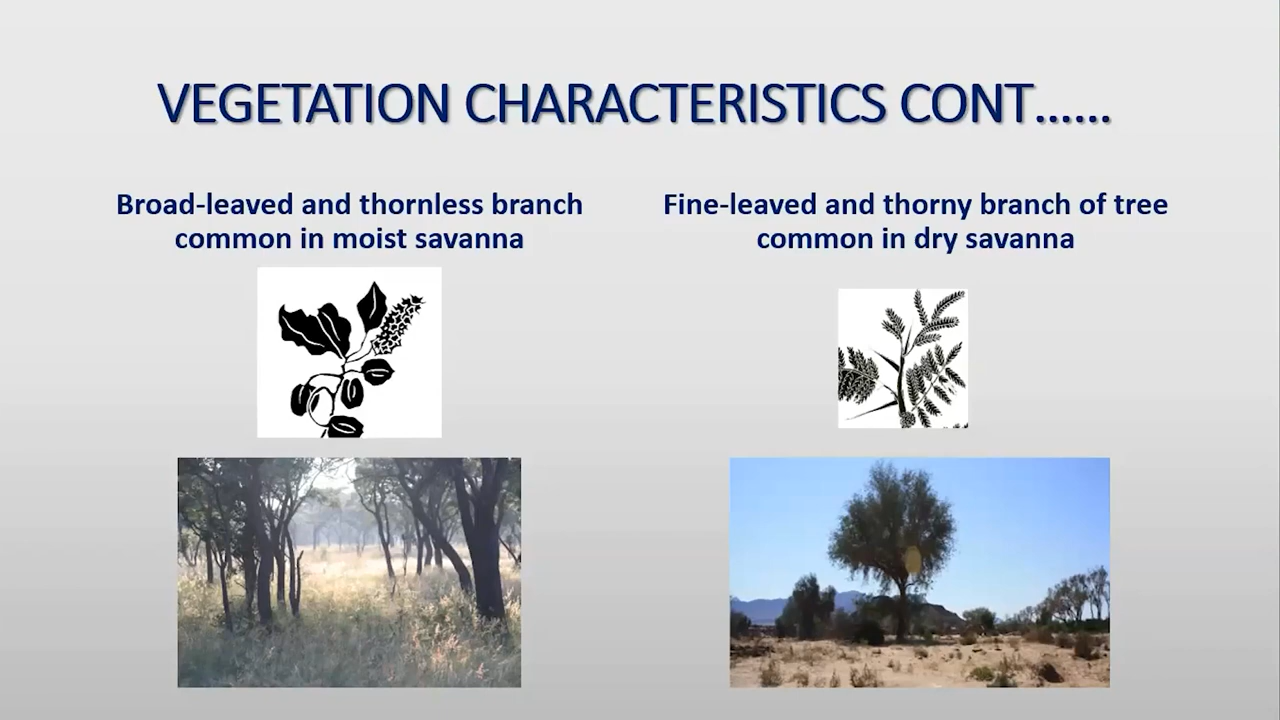 VEGETATION CHARACTERISTICS CONT......
Broad-leaved and thornless branch
common in moist savanna
Fine-leaved and thorny branch of tree
common in dry savanna